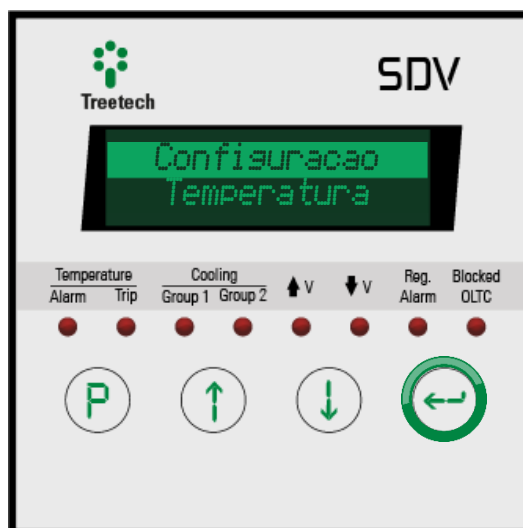 Treetech
SDV
Configuracao
Temperatura
Temperature
Alarm Trip
Cooling
Group 1 Group 2
V
V
Reg.
Alarm
Blocked
OLTC
P